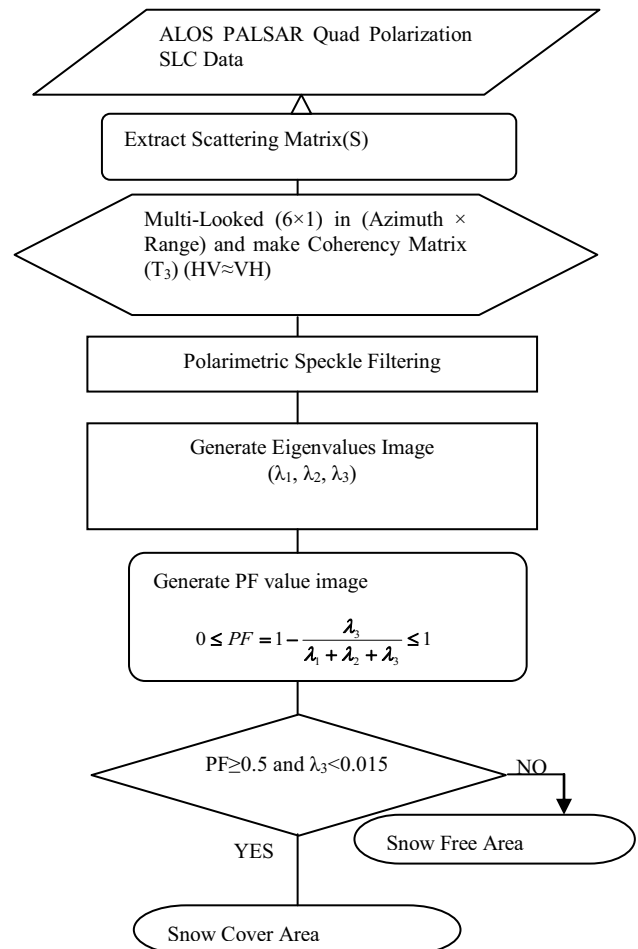 ALOS PALSAR Quad Polarization
SLC Data
Extract Scattering Matrix(S)
Multi-Looked (6×1) in (Azimuth ×
Range) and make Coherency Matrix
(T₃) (HV≈VH)
Polarimetric Speckle Filtering
Generate Eigenvalues Image
(λ₁, λ₂, λ₃)
Generate PF value image
0 ≤ PF = 1 − λ₃ / (λ₁ + λ₂ + λ₃) ≤ 1
PF≥0.5 and λ₃<0.015
NO
Snow Free Area
YES
Snow Cover Area